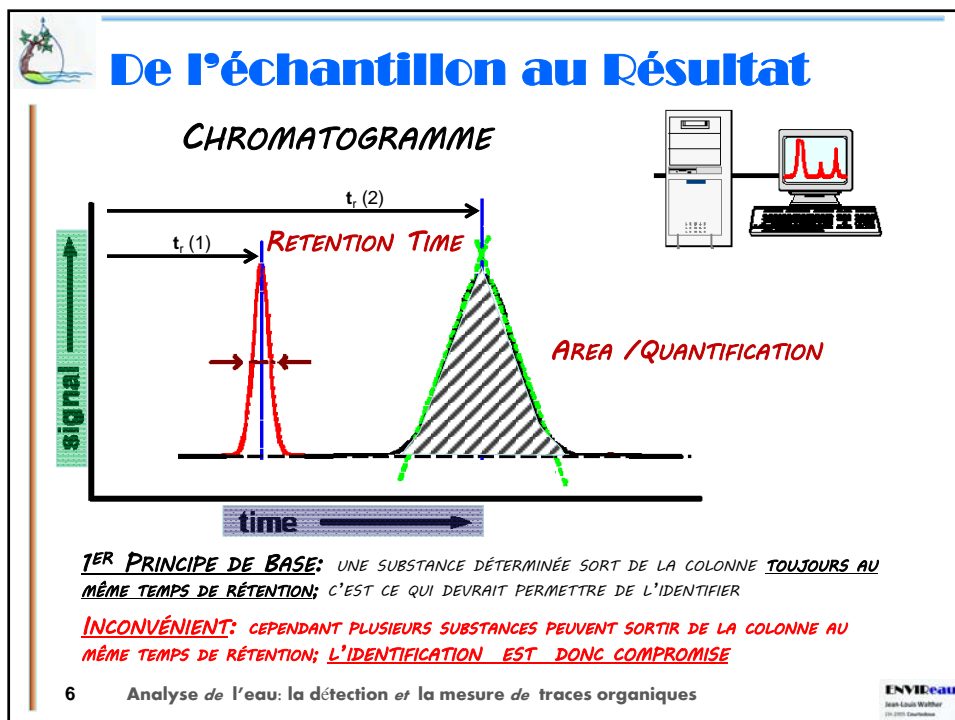 De l'échantillon au Résultat
CHROMATOGRAMME
tr (2)
tr (1)
RETENTION TIME
AREA /QUANTIFICATION
signal
time
1ER PRINCIPE DE BASE: UNE SUBSTANCE DÉTERMINÉE SORT DE LA COLONNE TOUJOURS AU
MÊME TEMPS DE RÉTENTION; C'EST CE QUI DEVRAIT PERMETTRE DE L'IDENTIFIER
INCONVÉNIENT: CEPENDANT PLUSIEURS SUBSTANCES PEUVENT SORTIR DE LA COLONNE AU
MÊME TEMPS DE RÉTENTION; L'IDENTIFICATION EST DONC COMPROMISE
6 Analyse de l'eau: la détection et la mesure de traces organiques
ENVIReau
Jean-Louis Walther